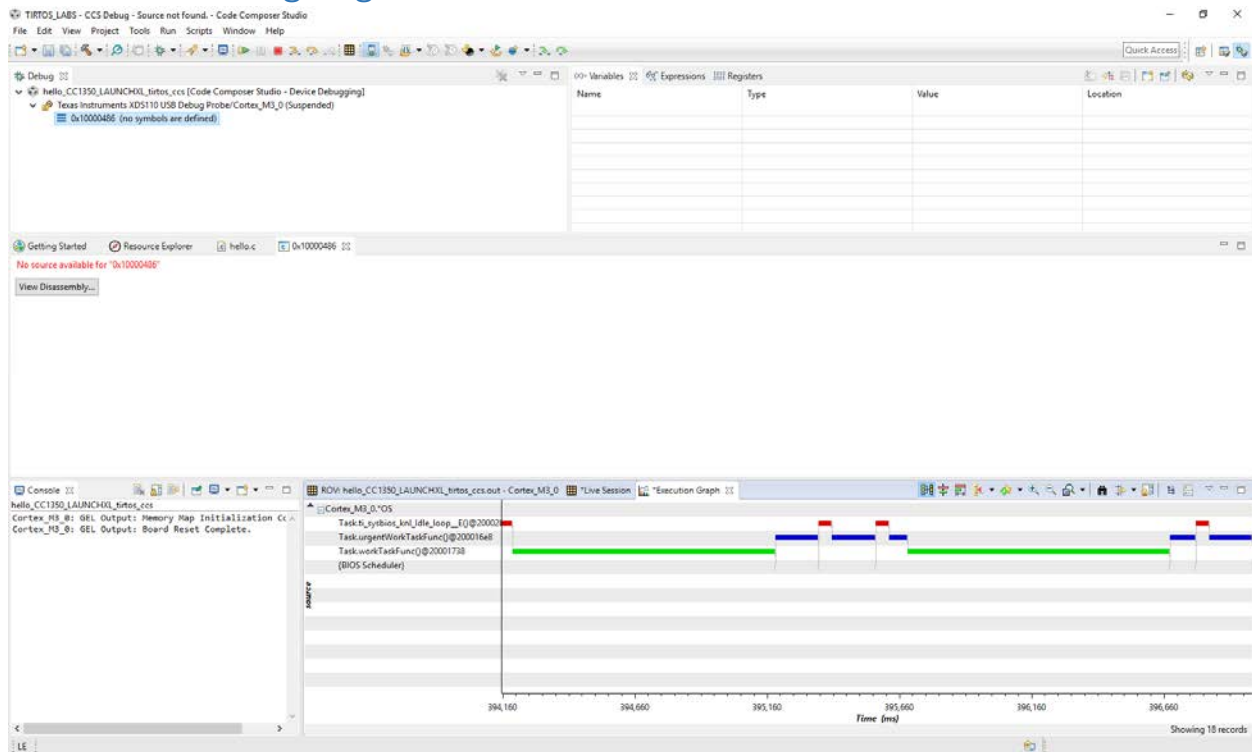 TIRTOS_LABS - CCS Debug - Source not found. - Code Composer Studio
File Edit View Project Tools Run Scripts Window Help
Quick Access
Debug
hello_CC1350_LAUNCHXL_tirtos_ccs [Code Composer Studio - Device Debugging]
Texas Instruments XDS110 USB Debug Probe/Cortex_M3_0 (Suspended)
0x10000486 (no symbols are defined)
(x)= Variables Expressions Registers
Name Type Value Location
Getting Started Resource Explorer hello.c 0x10000486
No source available for "0x10000486"
View Disassembly...
Console
hello_CC1350_LAUNCHXL_tirtos_ccs
Cortex_M3_0: GEL Output: Memory Map Initialization Co
Cortex_M3_0: GEL Output: Board Reset Complete.
ROV: hello_CC1350_LAUNCHXL_tirtos_ccs.out - Cortex_M3_0 *Live Session *Execution Graph
Cortex_M3_0.*OS
Task.ti_sysbios_knl_Idle_loop__E()@20002
Task.urgentWorkTaskFunc()@200016e8
Task.workTaskFunc()@20001738
(BIOS Scheduler)
source
394,160 394,660 395,160 395,660 396,160 396,660
Time (ms)
Showing 18 records
LE